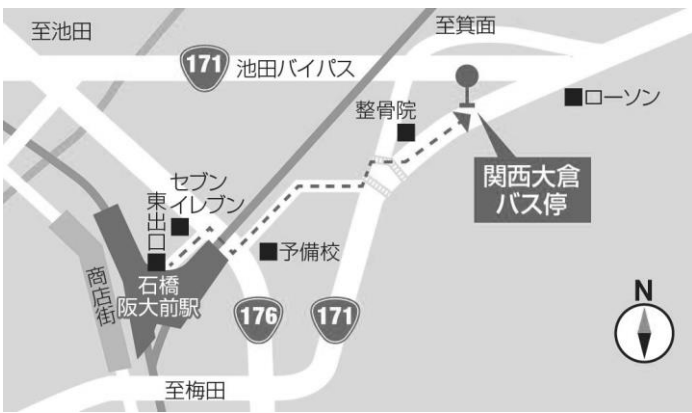 至池田
至箕面
171
池田バイパス
整骨院
ローソン
関西大倉
バス停
セブン
イレブン
東出口
予備校
石橋
阪大前駅
商店街
176
171
N
至梅田